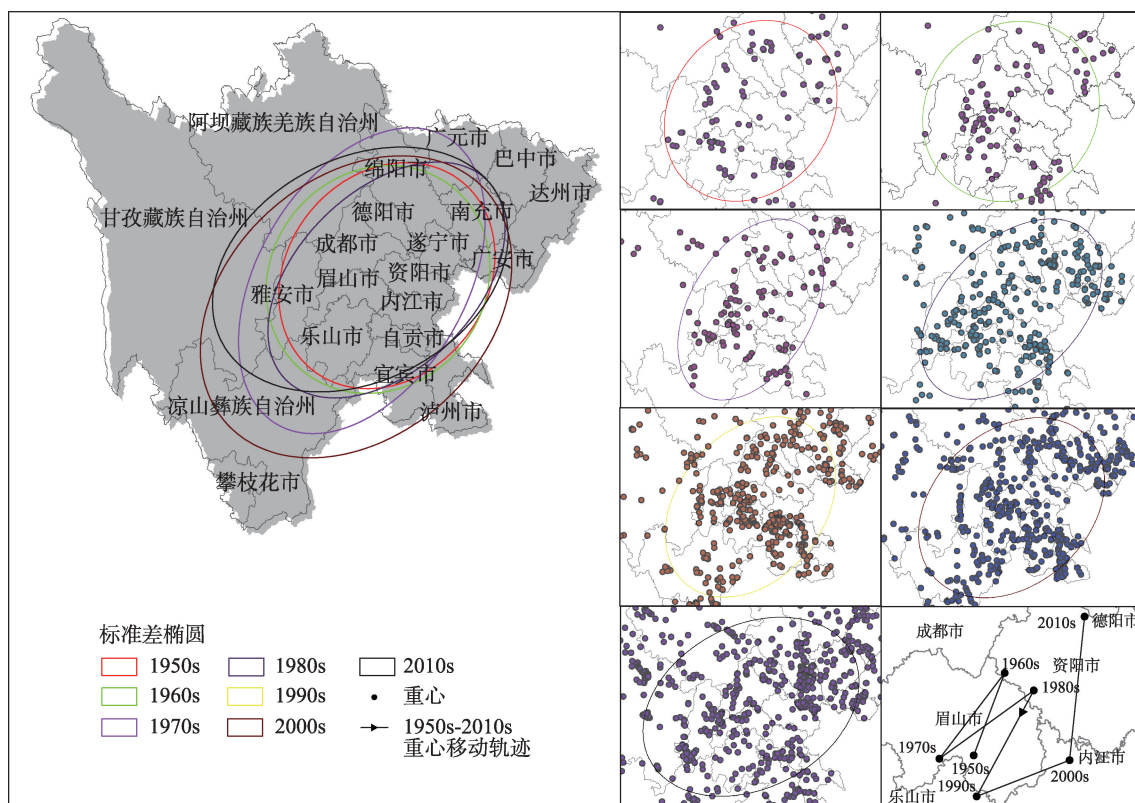 阿坝藏族羌族自治州
广元市
巴中市
绵阳市
达州市
甘孜藏族自治州
德阳市
南充市
成都市
遂宁市
广安市
眉山市
资阳市
雅安市
内江市
乐山市
自贡市
宜宾市
凉山彝族自治州
泸州市
攀枝花市
标准差椭圆
1950s
1980s
2010s
1960s
1990s
重心
1970s
2000s
1950s-2010s
重心移动轨迹
2010s
德阳市
成都市
1960s
资阳市
1980s
眉山市
1970s
1950s
内江市
2000s
1990s
乐山市